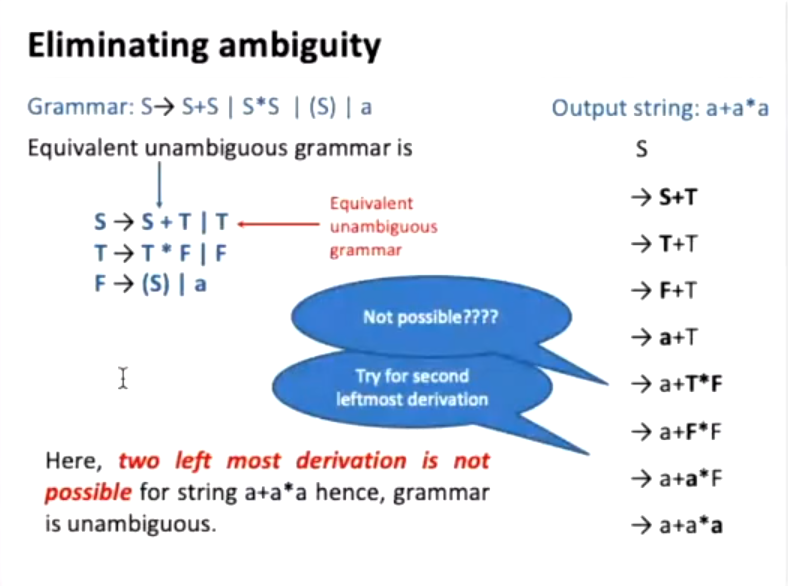 Eliminating ambiguity
Grammar: S→ S+S | S*S | (S) | a
Equivalent unambiguous grammar is
S → S + T | T
T → T * F | F
F → (S) | a
Equivalent
unambiguous
grammar
Not possible????
Try for second
leftmost derivation
Here, two left most derivation is not
possible for string a+a*a hence, grammar
is unambiguous.
Output string: a+a*a
S
→ S+T
→ T+T
→ F+T
→ a+T
→ a+T*F
→ a+F*F
→ a+a*F
→ a+a*a